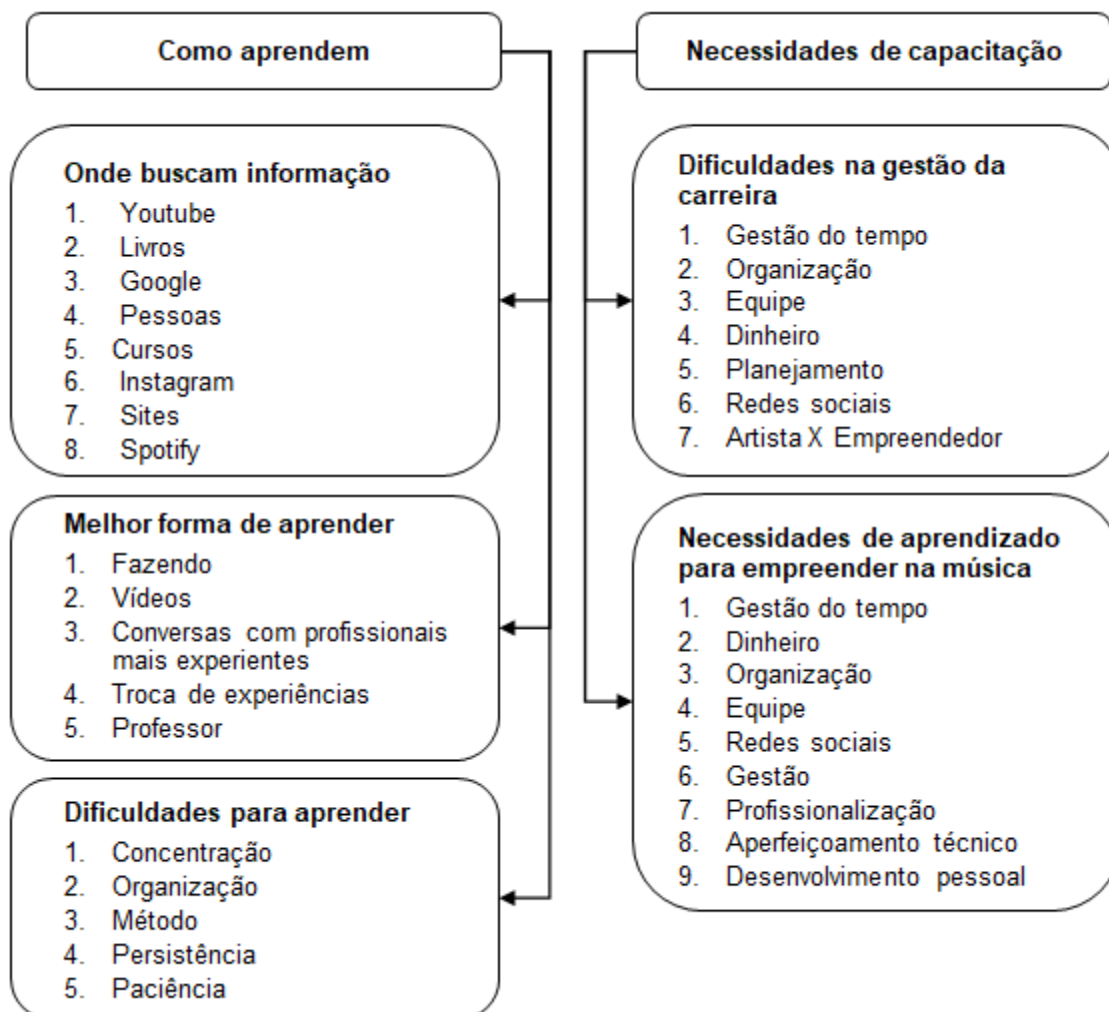 Como aprendem
Onde buscam informação
1. Youtube
2. Livros
3. Google
4. Pessoas
5. Cursos
6. Instagram
7. Sites
8. Spotify
Melhor forma de aprender
1. Fazendo
2. Vídeos
3. Conversas com profissionais
mais experientes
4. Troca de experiências
5. Professor
Dificuldades para aprender
1. Concentração
2. Organização
3. Método
4. Persistência
5. Paciência
Necessidades de capacitação
Dificuldades na gestão da
carreira
1. Gestão do tempo
2. Organização
3. Equipe
4. Dinheiro
5. Planejamento
6. Redes sociais
7. Artista X Empreendedor
Necessidades de aprendizado
para empreender na música
1. Gestão do tempo
2. Dinheiro
3. Organização
4. Equipe
5. Redes sociais
6. Gestão
7. Profissionalização
8. Aperfeiçoamento técnico
9. Desenvolvimento pessoal